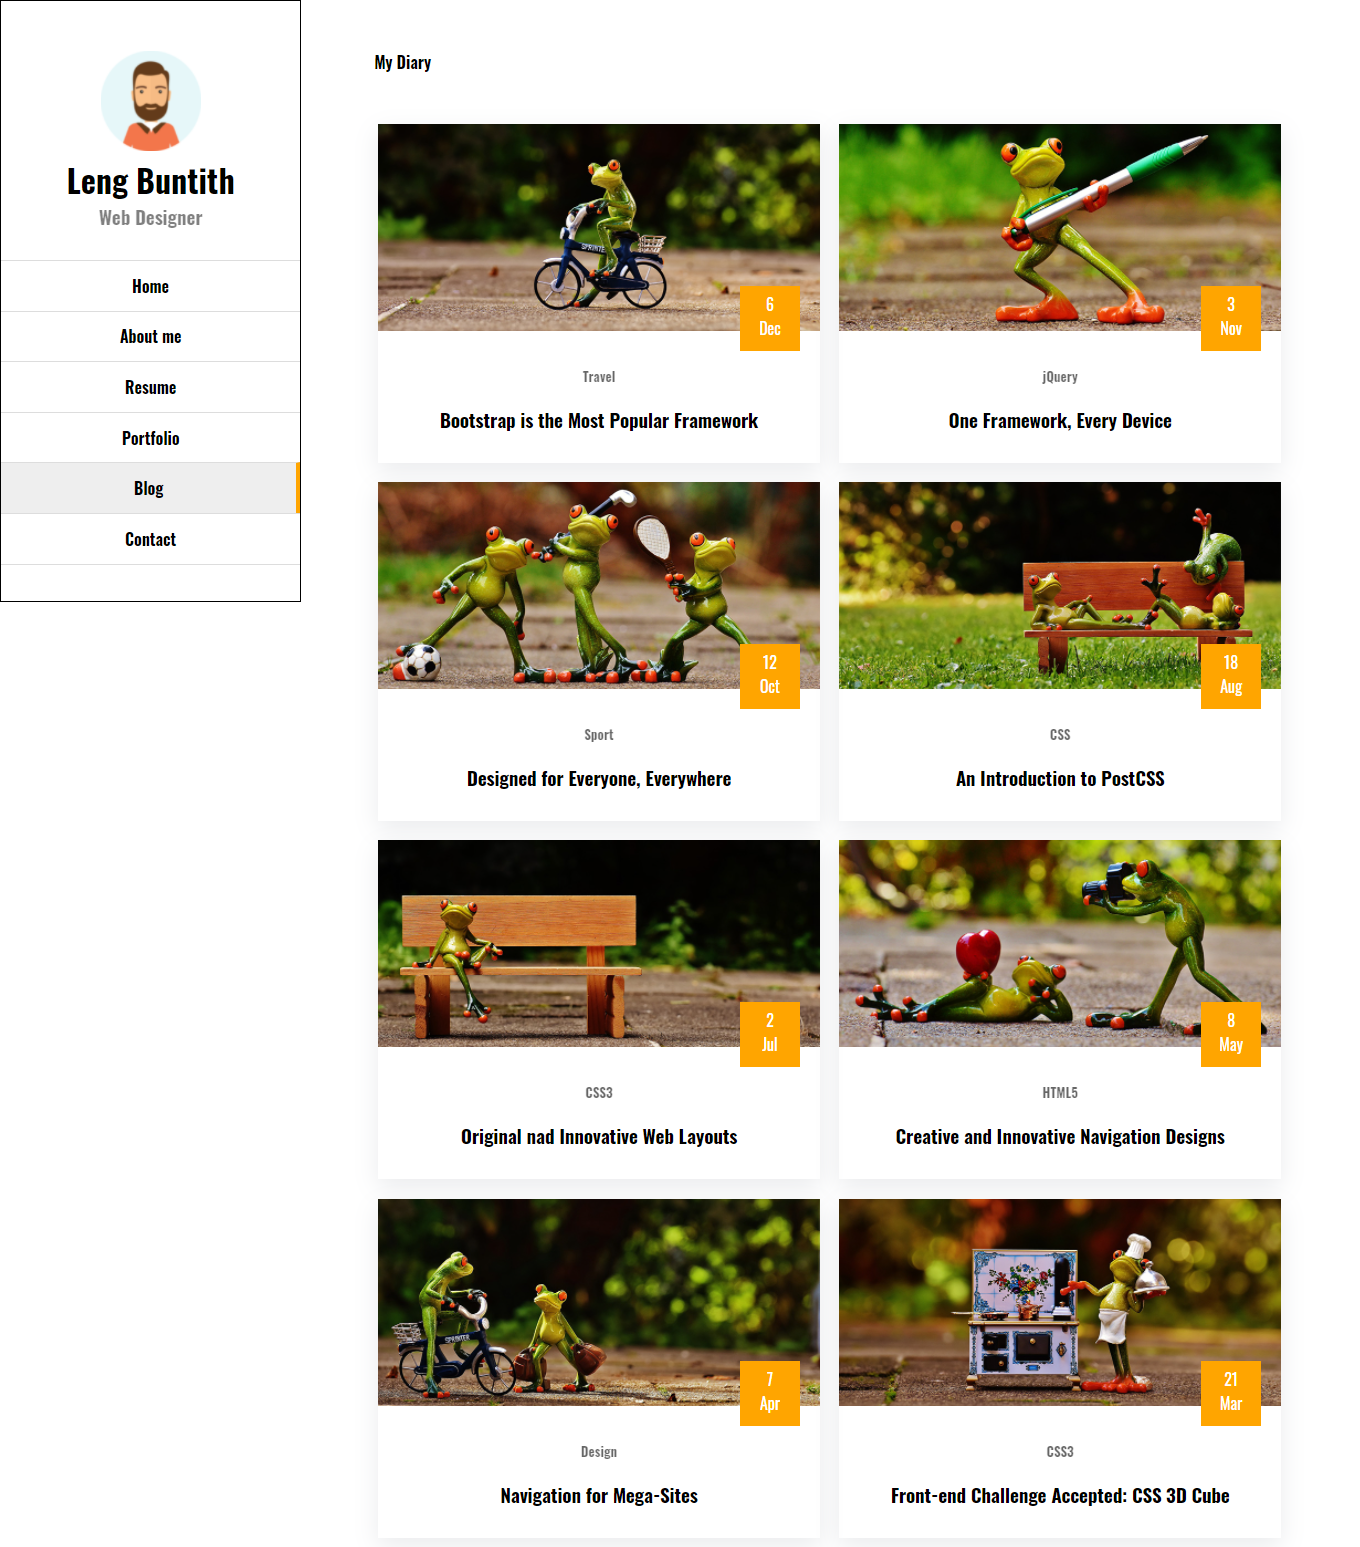 Leng Buntith
Web Designer
Home
About me
Resume
Portfolio
Blog
Contact
My Diary
SPRINTE
6
Dec
Travel
Bootstrap is the Most Popular Framework
3
Nov
jQuery
One Framework, Every Device
12
Oct
Sport
Designed for Everyone, Everywhere
18
Aug
CSS
An Introduction to PostCSS
2
Jul
CSS3
Original nad Innovative Web Layouts
8
May
HTML5
Creative and Innovative Navigation Designs
SPRINTER
7
Apr
Design
Navigation for Mega-Sites
21
Mar
CSS3
Front-end Challenge Accepted: CSS 3D Cube